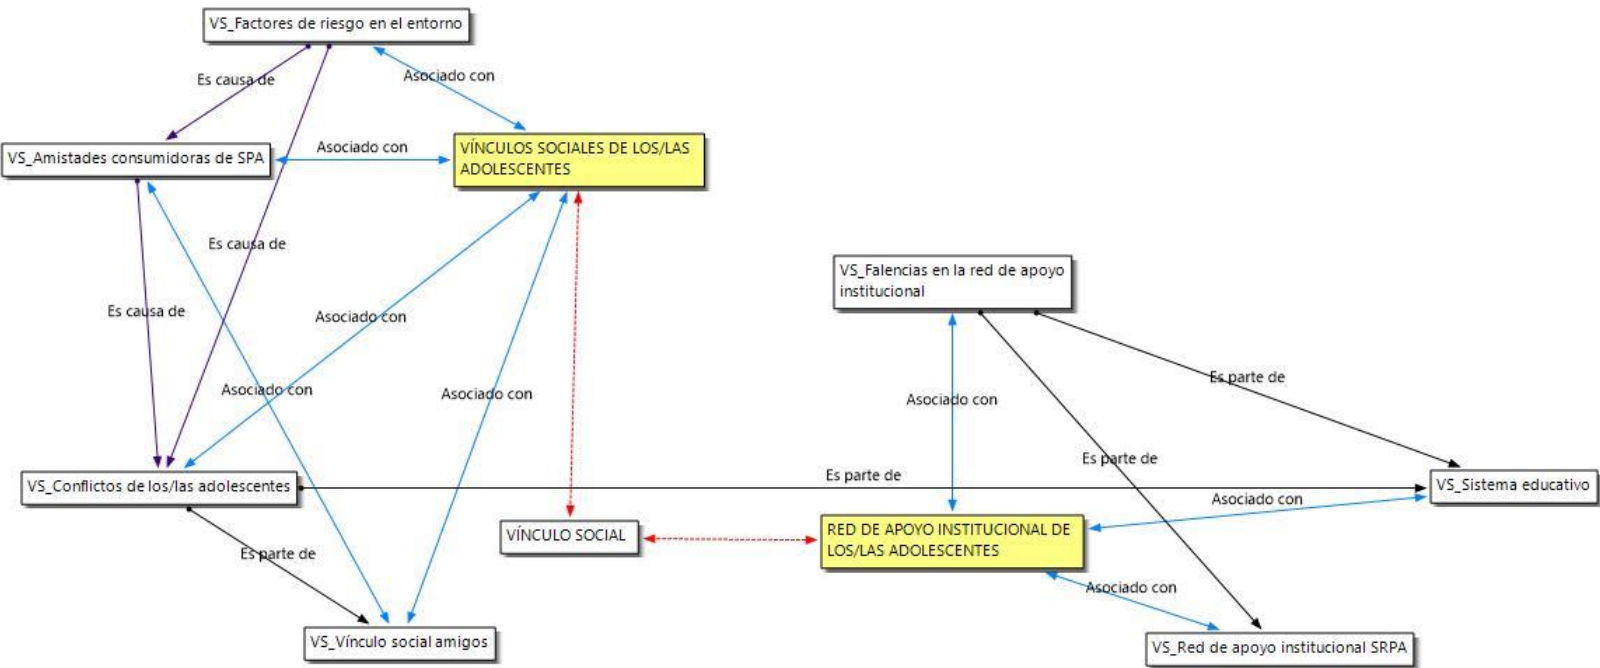 VS_Factores de riesgo en el entorno
Es causa de
Asociado con
VS_Amistades consumidoras de SPA
Asociado con
VÍNCULOS SOCIALES DE LOS/LAS
ADOLESCENTES
Es causa de
VS_Falencias en la red de apoyo
institucional
Es causa de
Asociado con
Es parte de
Asociado con
Asociado con
Asociado con
Es parte de
Es parte de
VS_Conflictos de los/las adolescentes
VS_Sistema educativo
Asociado con
VÍNCULO SOCIAL
RED DE APOYO INSTITUCIONAL DE
LOS/LAS ADOLESCENTES
Es parte de
Asociado con
VS_Vínculo social amigos
VS_Red de apoyo institucional SRPA